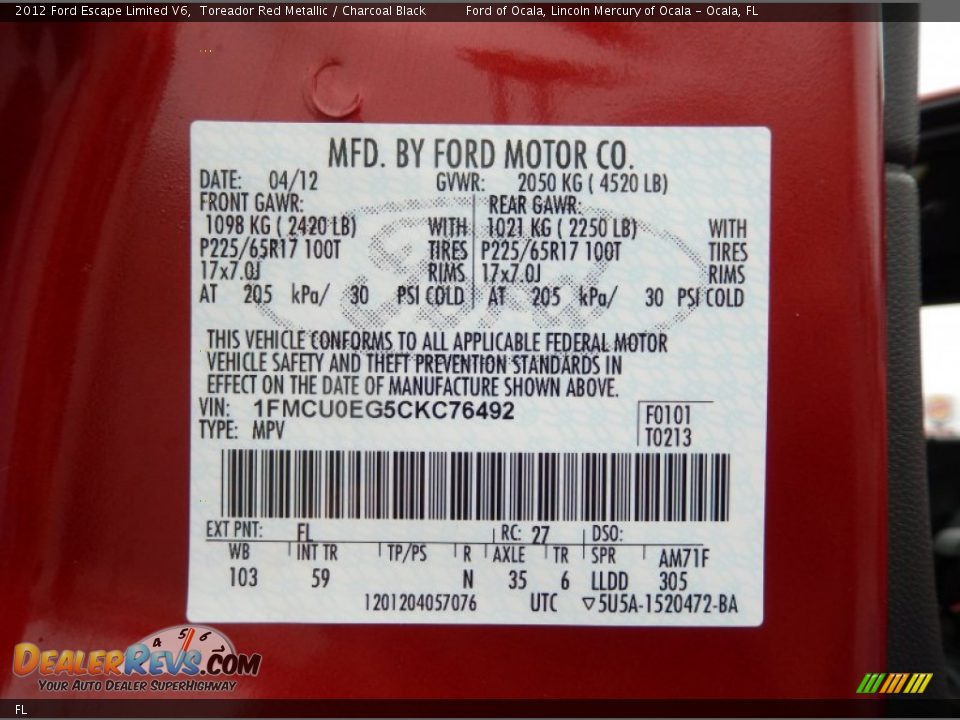 2012 Ford Escape Limited V6, Toreador Red Metallic / Charcoal Black Ford of Ocala, Lincoln Mercury of Ocala - Ocala, FL
MFD. BY FORD MOTOR CO.
DATE: 04/12 GVWR: 2050 KG ( 4520 LB)
FRONT GAWR: REAR GAWR:
1098 KG ( 2420 LB) WITH 1021 KG ( 2250 LB) WITH
P225/65R17 100T TIRES P225/65R17 100T TIRES
17x7.0J RIMS 17x7.0J RIMS
AT 205 kPa/ 30 PSI COLD AT 205 kPa/ 30 PSI COLD
Ford
THIS VEHICLE CONFORMS TO ALL APPLICABLE FEDERAL MOTOR
VEHICLE SAFETY AND THEFT PREVENTION STANDARDS IN
EFFECT ON THE DATE OF MANUFACTURE SHOWN ABOVE.
VIN: 1FMCU0EG5CKC76492 F0101
TYPE: MPV T0213
EXT PNT: FL RC: 27 DSO:
WB INT TR TP/PS R AXLE TR SPR AM71F
103 59 N 35 6 LLDD 305
1201204057076 UTC ▽5U5A-1520472-BA
DEALERREVS.COM
YOUR AUTO DEALER SUPERHIGHWAY
4 5 6
FL